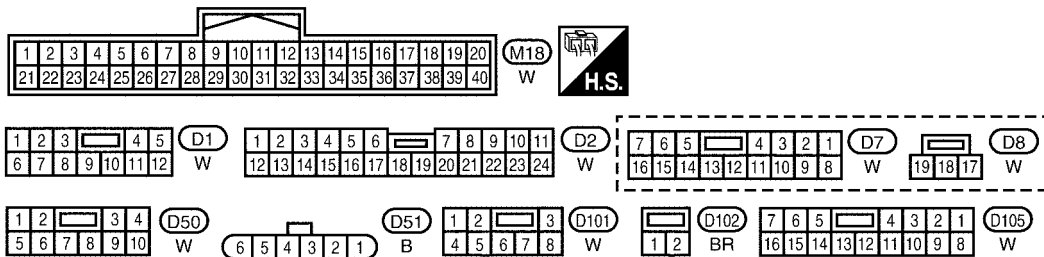 1 2 3 4 5 6 7 8 9 10 11 12 13 14 15 16 17 18 19 20 M18
21 22 23 24 25 26 27 28 29 30 31 32 33 34 35 36 37 38 39 40 W
H.S.
1 2 3 4 5 D1
6 7 8 9 10 11 12 W
1 2 3 4 5 6 7 8 9 10 11 D2
12 13 14 15 16 17 18 19 20 21 22 23 24 W
7 6 5 4 3 2 1 D7
16 15 14 13 12 11 10 9 8 W
D8
19 18 17 W
1 2 3 4 D50
5 6 7 8 9 10 W
D51
6 5 4 3 2 1 B
1 2 3 D101
4 5 6 7 8 W
D102
1 2 BR
7 6 5 4 3 2 1 D105
16 15 14 13 12 11 10 9 8 W